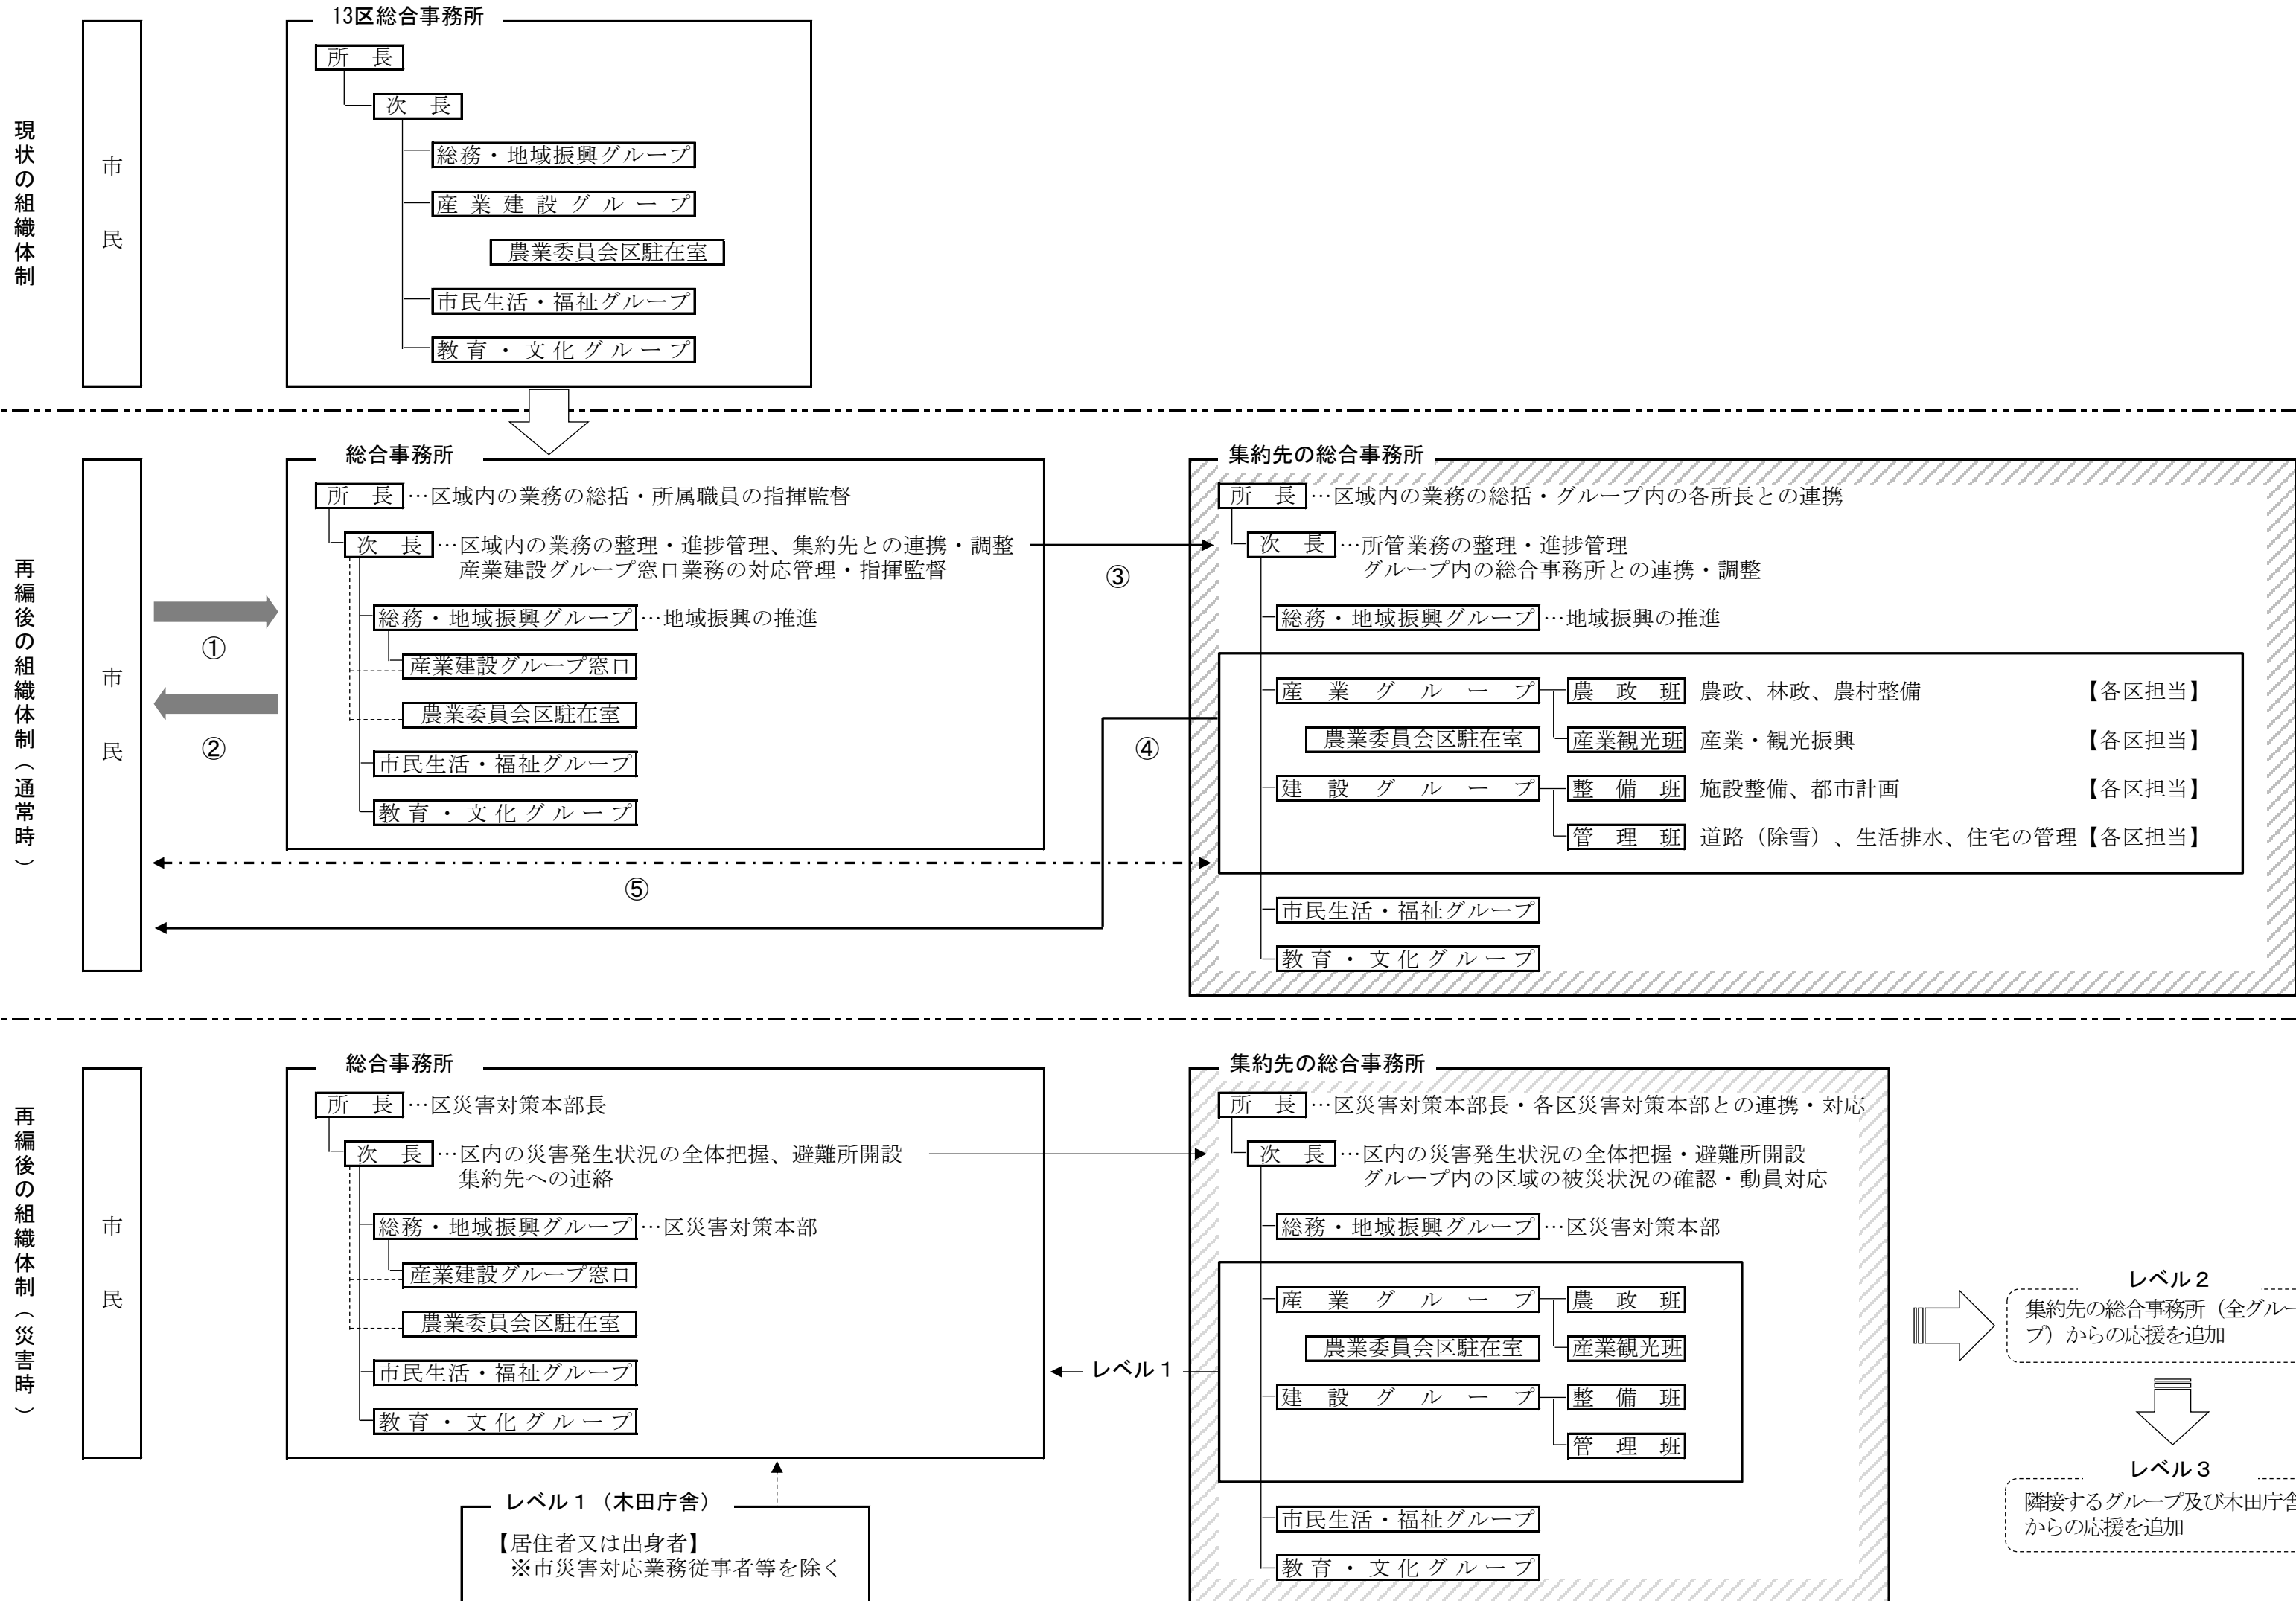 現状の組織体制
市民
13区総合事務所
所　長
次　長
総務・地域振興グループ
産業建設グループ
農業委員会区駐在室
市民生活・福祉グループ
教育・文化グループ
再編後の組織体制（通常時）
市民
①
②
総合事務所
所　長…区域内の業務の総括・所属職員の指揮監督
次　長…区域内の業務の整理・進捗管理、集約先との連携・調整
産業建設グループ窓口業務の対応管理・指揮監督
総務・地域振興グループ…地域振興の推進
産業建設グループ窓口
農業委員会区駐在室
市民生活・福祉グループ
教育・文化グループ
③
④
⑤
集約先の総合事務所
所　長…区域内の業務の総括・グループ内の各所長との連携
次　長…所管業務の整理・進捗管理
グループ内の総合事務所との連携・調整
総務・地域振興グループ…地域振興の推進
産業グループ　農政班　農政、林政、農村整備　【各区担当】
農業委員会区駐在室　産業観光班　産業・観光振興　【各区担当】
建設グループ　整備班　施設整備、都市計画　【各区担当】
管理班　道路（除雪）、生活排水、住宅の管理【各区担当】
市民生活・福祉グループ
教育・文化グループ
再編後の組織体制（災害時）
市民
総合事務所
所　長…区災害対策本部長
次　長…区内の災害発生状況の全体把握、避難所開設
集約先への連絡
総務・地域振興グループ…区災害対策本部
産業建設グループ窓口
農業委員会区駐在室
市民生活・福祉グループ
教育・文化グループ
レベル１（木田庁舎）
【居住者又は出身者】
※市災害対応業務従事者等を除く
レベル１
集約先の総合事務所
所　長…区災害対策本部長・各区災害対策本部との連携・対応
次　長…区内の災害発生状況の全体把握・避難所開設
グループ内の区域の被災状況の確認・動員対応
総務・地域振興グループ…区災害対策本部
産業グループ　農政班
農業委員会区駐在室　産業観光班
建設グループ　整備班
管理班
市民生活・福祉グループ
教育・文化グループ
レベル２
集約先の総合事務所（全グルー
プ）からの応援を追加
レベル３
隣接するグループ及び木田庁舎
からの応援を追加